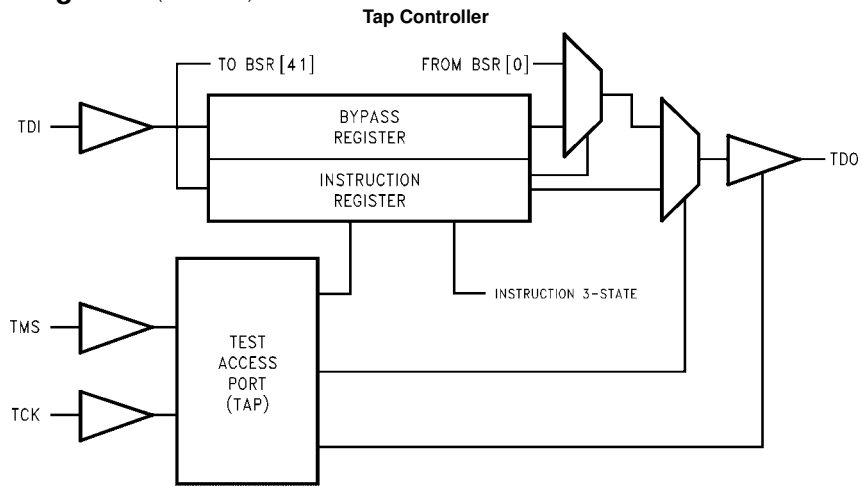 Tap Controller
TO BSR[41]
FROM BSR[0]
TDI
BYPASS
REGISTER
INSTRUCTION
REGISTER
TDO
INSTRUCTION 3-STATE
TMS
TEST
ACCESS
PORT
(TAP)
TCK